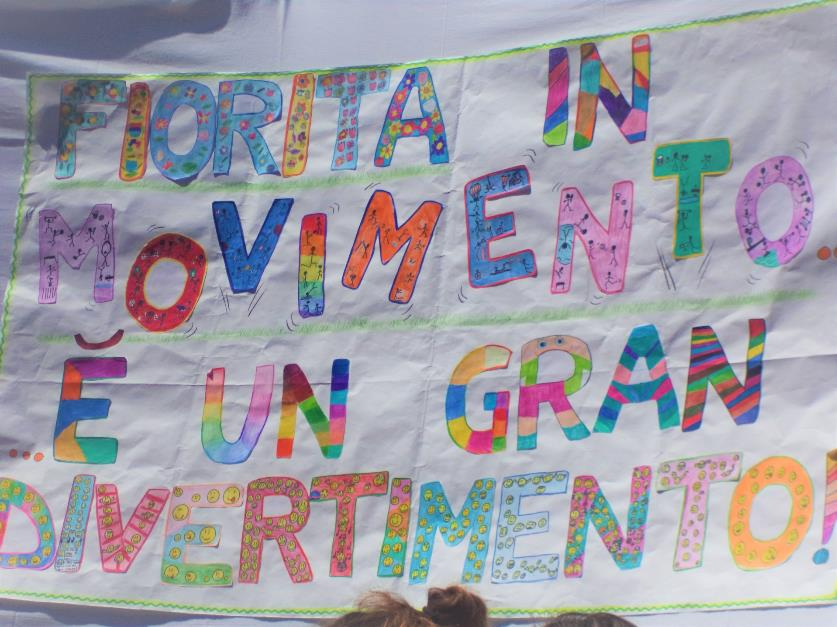 FIORITA IN
MOVIMENTO...
...Ĕ UN GRAN
DIVERTIMENTO!